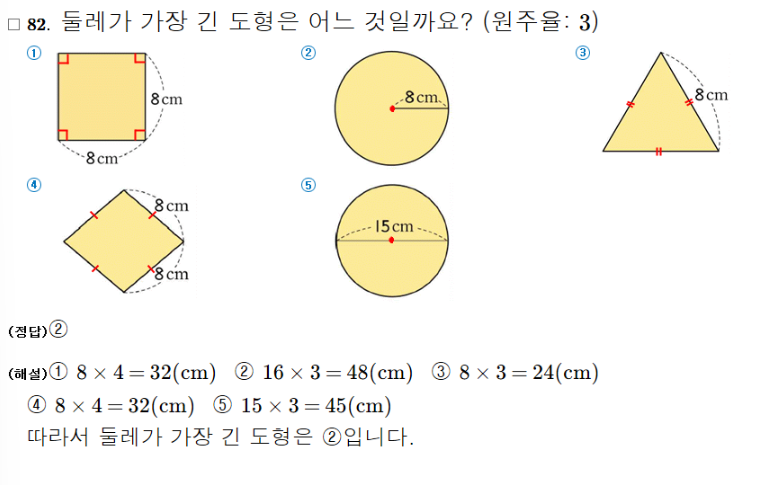 □ 82. 둘레가 가장 긴 도형은 어느 것일까요? (원주율: 3)
① 8cm 8cm
② 8cm
③ 8cm
④ 8cm 8cm
⑤ 15cm
(정답)②
(해설)① 8 × 4 = 32(cm) ② 16 × 3 = 48(cm) ③ 8 × 3 = 24(cm)
④ 8 × 4 = 32(cm) ⑤ 15 × 3 = 45(cm)
따라서 둘레가 가장 긴 도형은 ②입니다.